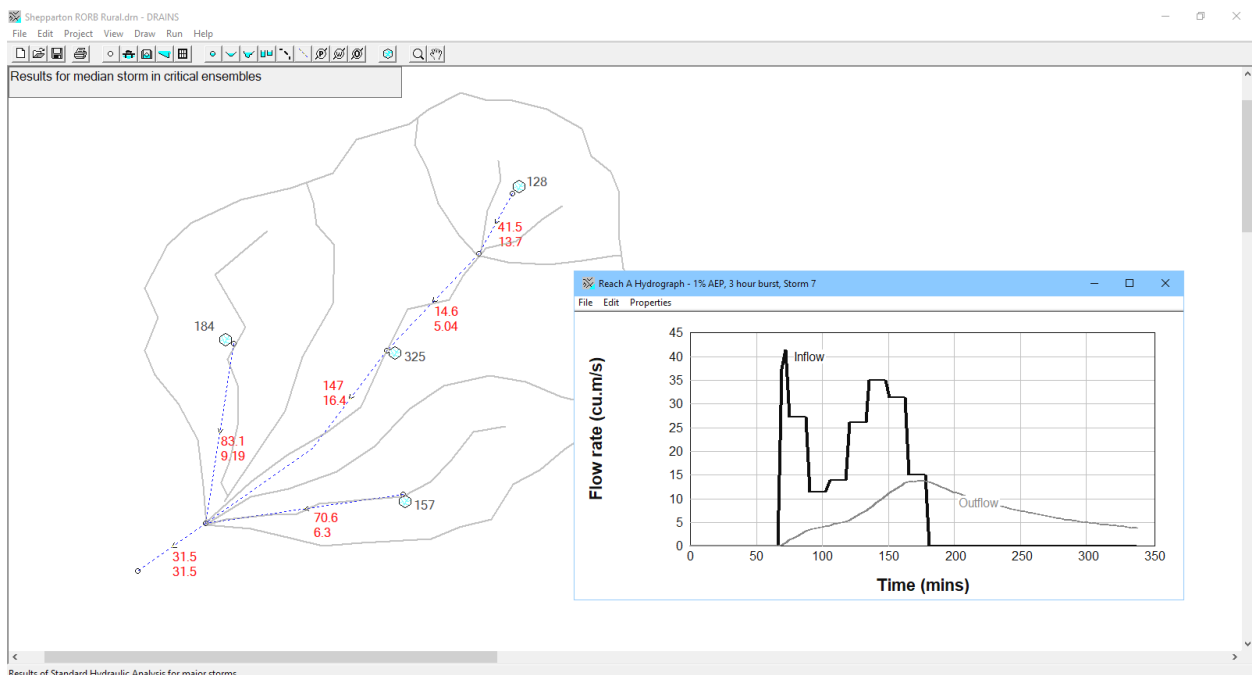 Shepparton RORB Rural.drn - DRAINS
File Edit Project View Draw Run Help
Results for median storm in critical ensembles
128
41.5
13.7
14.6
5.04
184
325
147
16.4
83.1
9.19
157
70.6
6.3
31.5
31.5
Reach A Hydrograph - 1% AEP, 3 hour burst, Storm 7
File Edit Properties
Flow rate (cu.m/s)
45
40
35
30
25
20
15
10
5
0
Inflow
Outflow
0 50 100 150 200 250 300 350
Time (mins)
Results of Standard Hydraulic Analysis for major storms